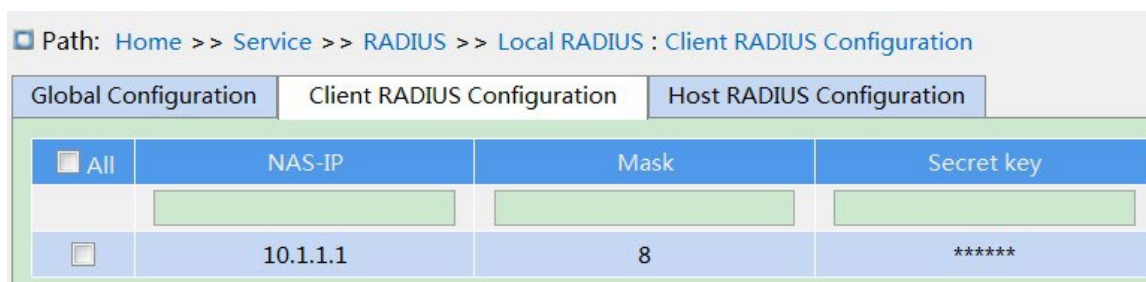 Path: Home >> Service >> RADIUS >> Local RADIUS : Client RADIUS Configuration
Global Configuration Client RADIUS Configuration Host RADIUS Configuration
All NAS-IP Mask Secret key
10.1.1.1 8 ******